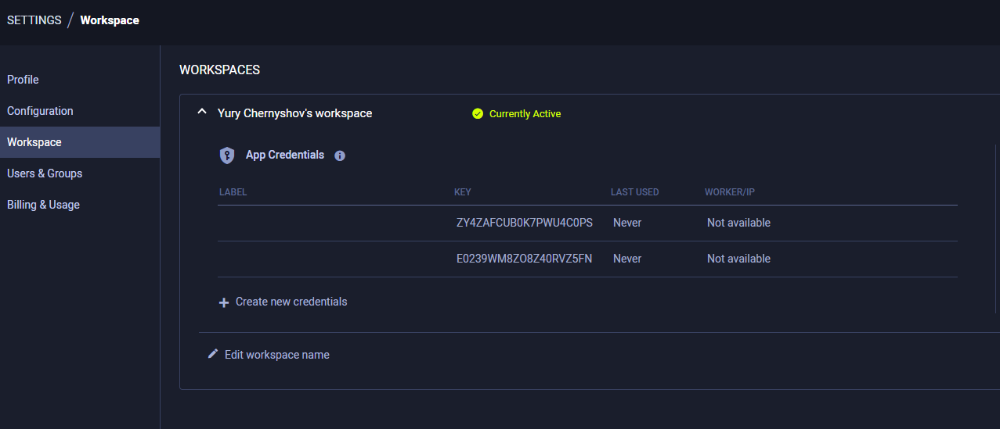 SETTINGS / Workspace
Profile
Configuration
Workspace
Users & Groups
Billing & Usage
WORKSPACES
Yury Chernyshov's workspace Currently Active
App Credentials
LABEL KEY LAST USED WORKER/IP
ZY4ZAFCUB0K7PWU4C0PS Never Not available
E0239WM8ZO8Z40RVZ5FN Never Not available
Create new credentials
Edit workspace name